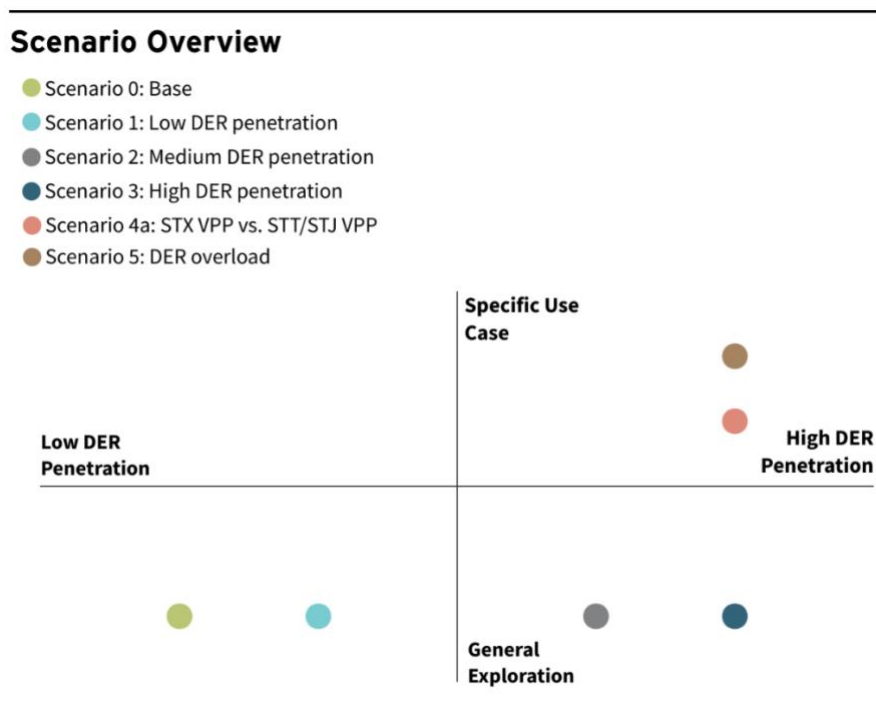 Scenario Overview
Scenario 0: Base
Scenario 1: Low DER penetration
Scenario 2: Medium DER penetration
Scenario 3: High DER penetration
Scenario 4a: STX VPP vs. STT/STJ VPP
Scenario 5: DER overload
Specific Use
Case
Low DER
Penetration
High DER
Penetration
General
Exploration